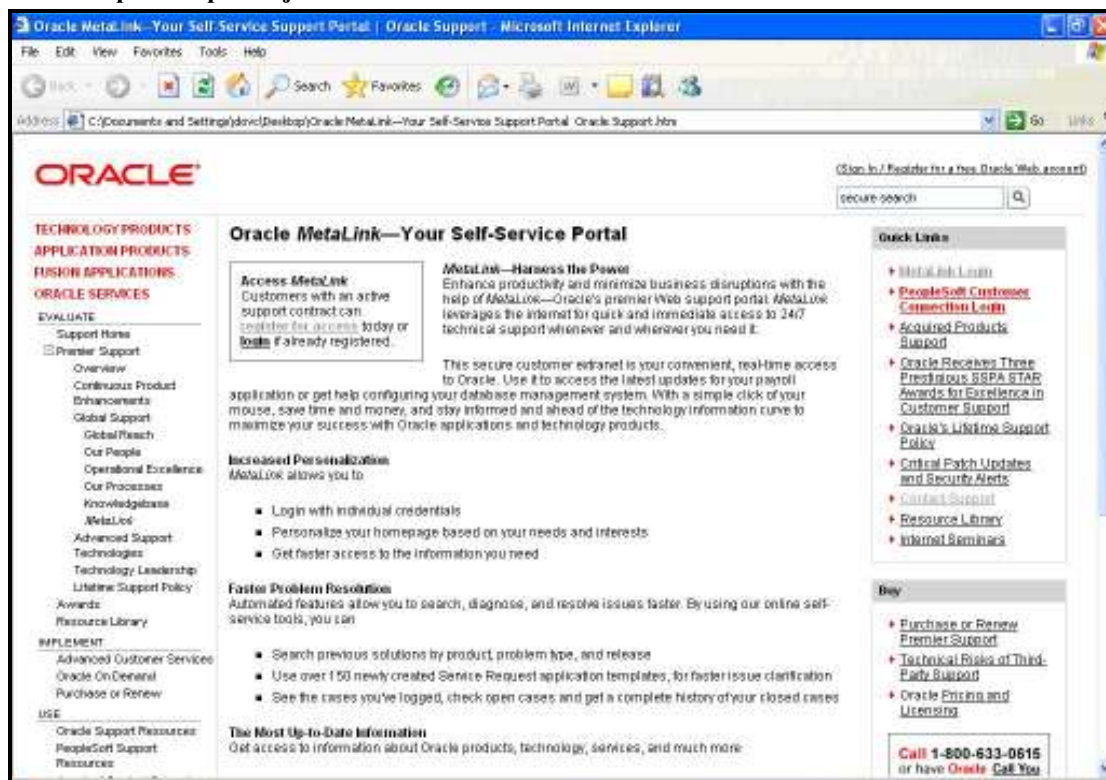 Oracle MetaLink—Your Self-Service Support Portal | Oracle Support - Microsoft Internet Explorer
File Edit View Favorites Tools Help
Back Search Favorites
Address C:\Documents and Settings\dovcl\Desktop\Oracle MetaLink--Your Self-Service Support Portal Oracle Support.htm Go Links
ORACLE
(Sign In / Register for a free Oracle Web account)
secure search
TECHNOLOGY PRODUCTS
APPLICATION PRODUCTS
FUSION APPLICATIONS
ORACLE SERVICES
EVALUATE
Support Home
Premier Support
Overview
Continuous Product
Enhancements
Global Support
Global Reach
Our People
Operational Excellence
Our Processes
Knowledgebase
MetaLink
Advanced Support
Technologies
Technology Leadership
Lifetime Support Policy
Awards
Resource Library
IMPLEMENT
Advanced Customer Services
Oracle On Demand
Purchase or Renew
USE
Oracle Support Resources
PeopleSoft Support
Resources
Oracle MetaLink—Your Self-Service Portal
Access MetaLink
Customers with an active
support contract can
register for access today or
login if already registered.
MetaLink—Harness the Power
Enhance productivity and minimize business disruptions with the
help of MetaLink—Oracle's premier Web support portal. MetaLink
leverages the internet for quick and immediate access to 24/7
technical support whenever and wherever you need it.
This secure customer extranet is your convenient, real-time access
to Oracle. Use it to access the latest updates for your payroll
application or get help configuring your database management system. With a simple click of your
mouse, save time and money, and stay informed and ahead of the technology information curve to
maximize your success with Oracle applications and technology products.
Increased Personalization
MetaLink allows you to
Login with individual credentials
Personalize your homepage based on your needs and interests
Get faster access to the information you need
Faster Problem Resolution
Automated features allow you to search, diagnose, and resolve issues faster. By using our online self-
service tools, you can
Search previous solutions by product, problem type, and release
Use over 150 newly created Service Request application templates, for faster issue clarification
See the cases you've logged, check open cases and get a complete history of your closed cases
The Most Up-to-Date Information
Get access to information about Oracle products, technology, services, and much more
Quick Links
MetaLink Login
PeopleSoft Customer
Connection Login
Acquired Products
Support
Oracle Receives Three
Prestigious SSPA STAR
Awards for Excellence in
Customer Support
Oracle's Lifetime Support
Policy
Critical Patch Updates
and Security Alerts
Contact Support
Resource Library
Internet Seminars
Buy
Purchase or Renew
Premier Support
Technical Risks of Third-
Party Support
Oracle Pricing and
Licensing
Call 1-800-633-0615
or have Oracle Call You